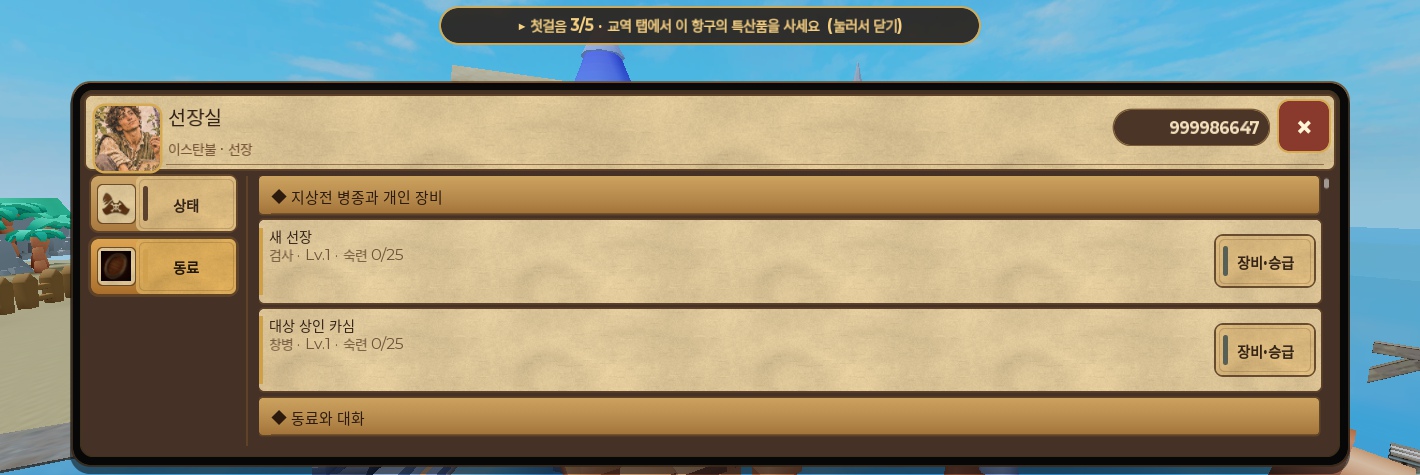 ▸ 첫걸음 3/5 · 교역 탭에서 이 항구의 특산품을 사세요 (눌러서 닫기)
선장실
이스탄불 · 선장
999986647
×
상태
동료
◆ 지상전 병종과 개인 장비
새 선장
검사 · Lv.1 · 숙련 0/25
장비·승급
대상 상인 카심
창병 · Lv.1 · 숙련 0/25
장비·승급
◆ 동료와 대화